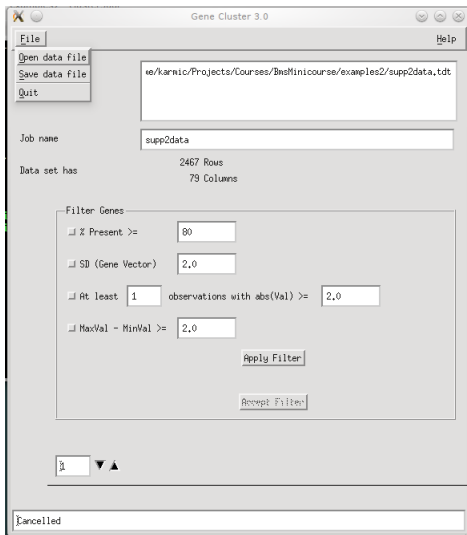 Gene Cluster 3.0
File Help
Open data file
Save data file
Quit
ee/karmic/Projects/Courses/BmsMinicourse/examples2/supp2data.tdt
Job name supp2data
Data set has 2467 Rows
79 Columns
Filter Genes
% Present >= 80
SD (Gene Vector) 2.0
At least 1 observations with abs(Val) >= 2.0
MaxVal - MinVal >= 2.0
Apply Filter
Accept Filter
1
Cancelled